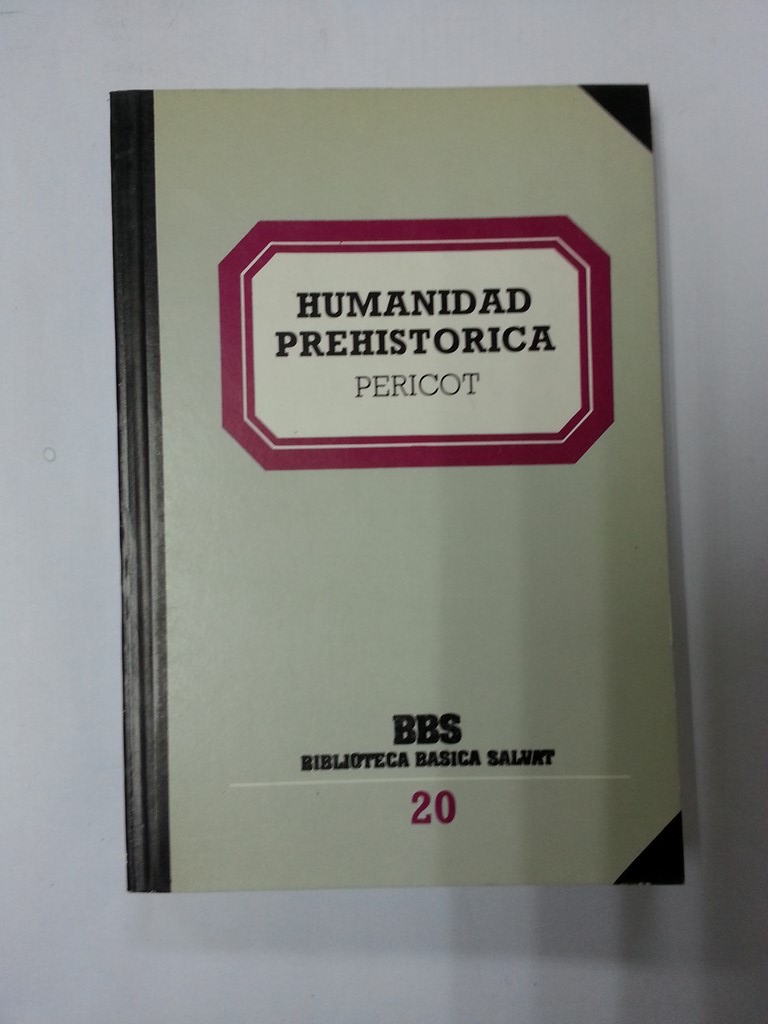 HUMANIDAD
PREHISTORICA
PERICOT
BBS
BIBLIOTECA BASICA SALVAT
20